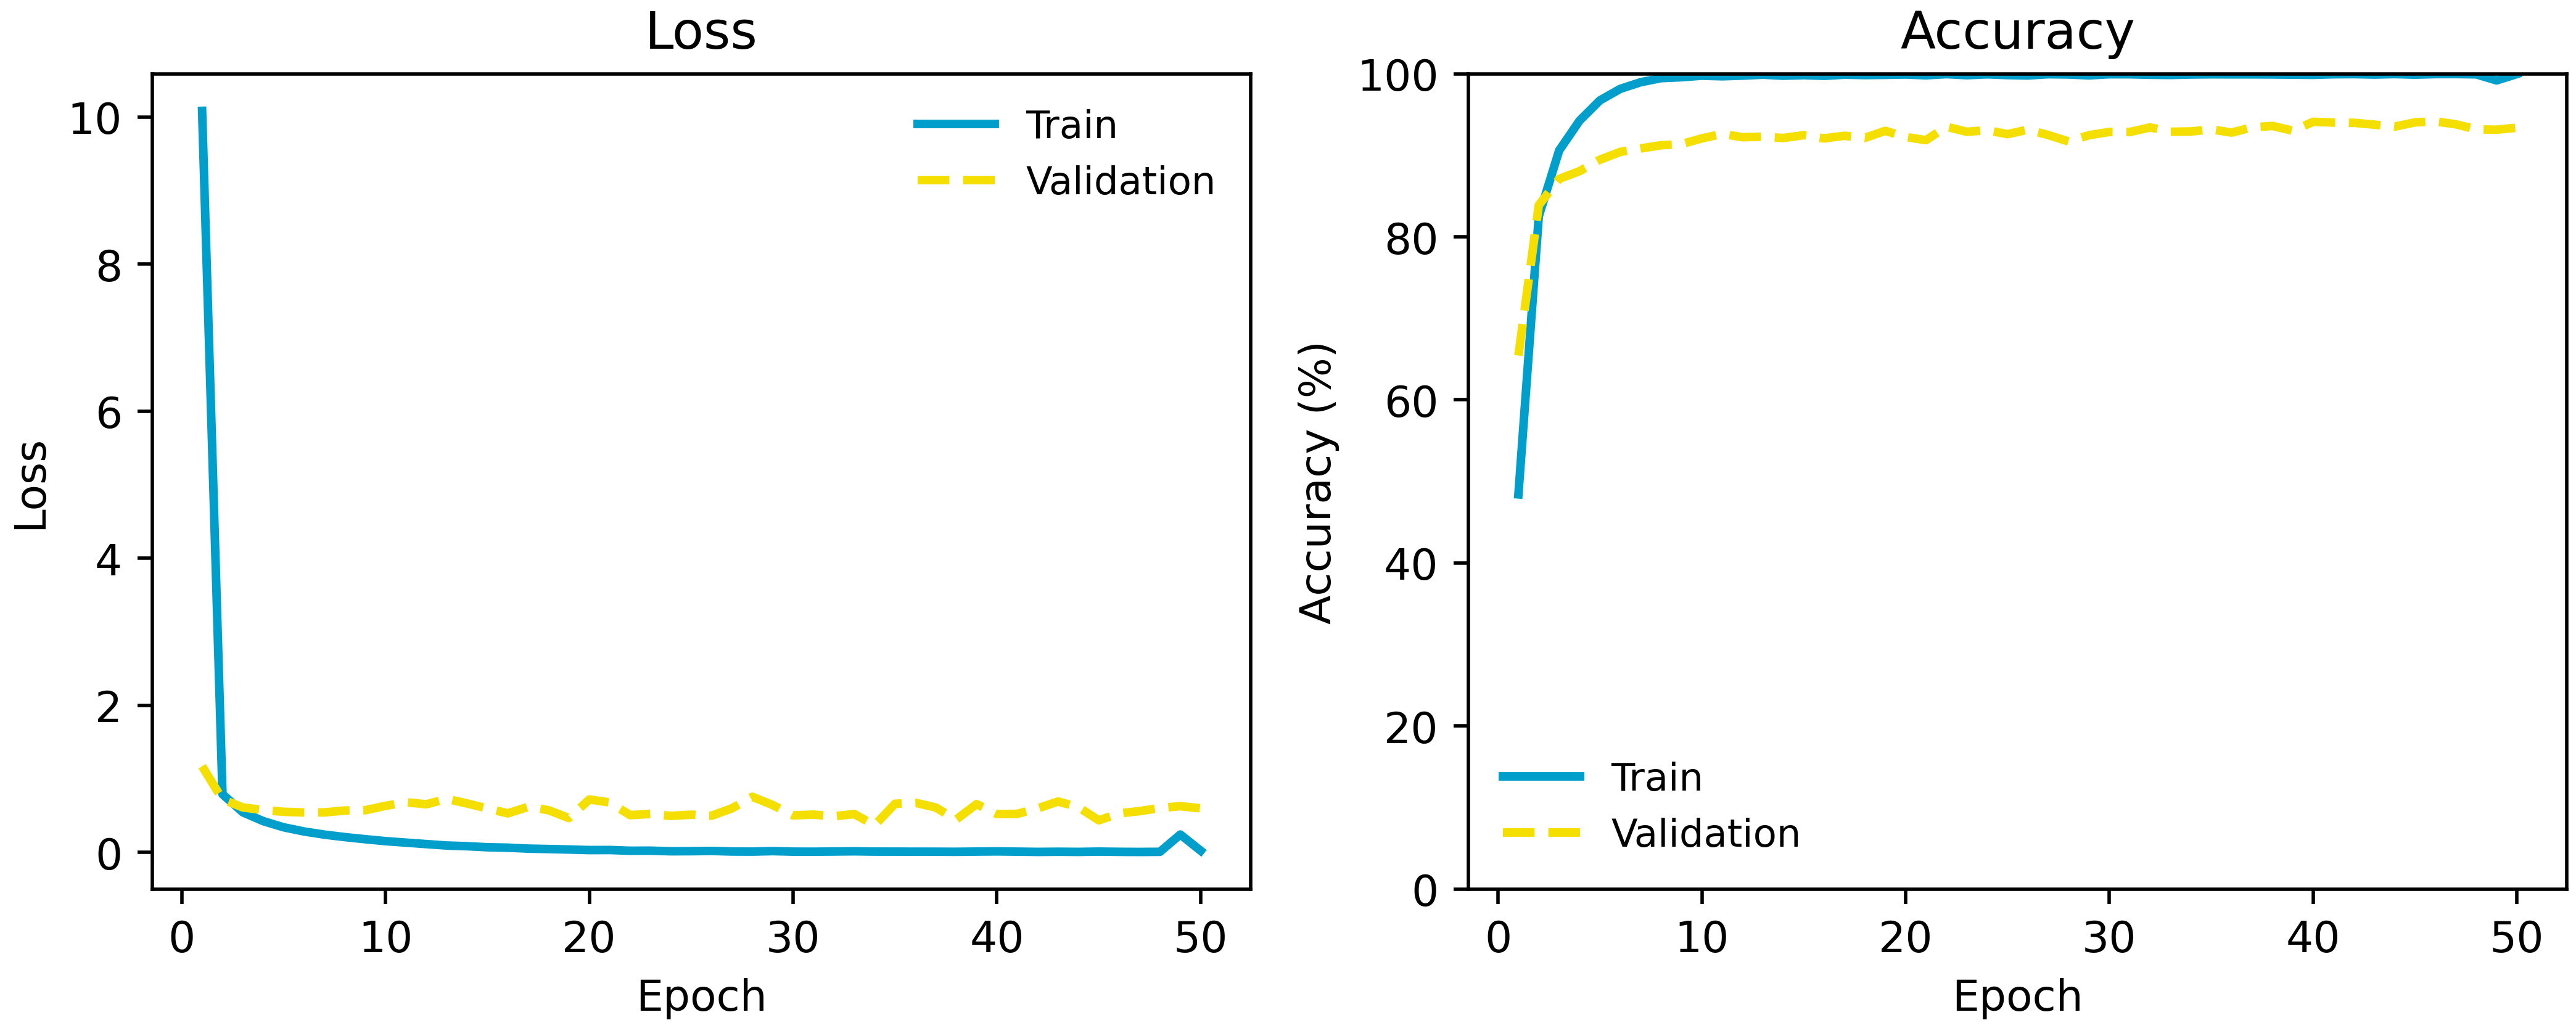 Loss
10
8
6
4
2
0
Loss
0 10 20 30 40 50
Epoch
Train
Validation
Accuracy
100
80
60
40
20
0
Accuracy (%)
0 10 20 30 40 50
Epoch
Train
Validation